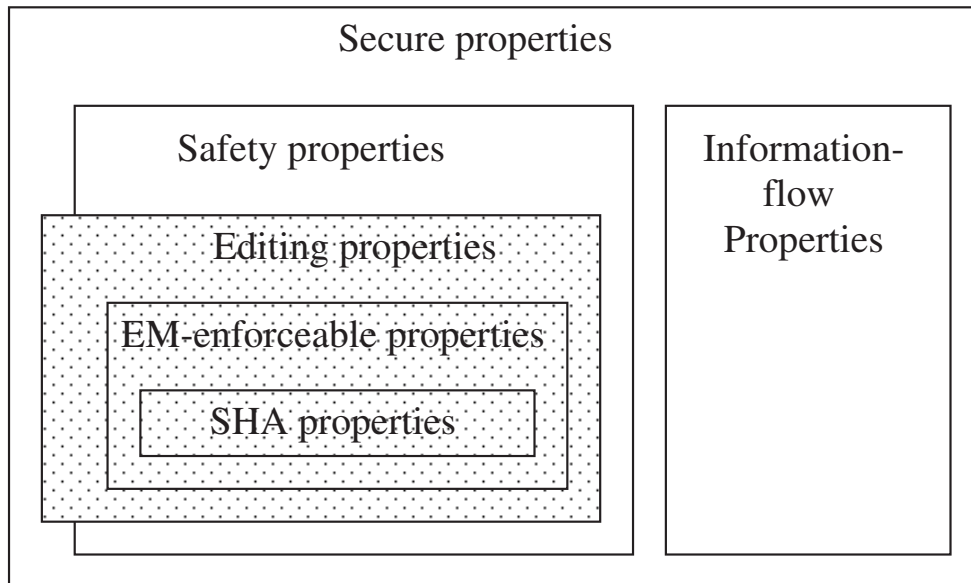 Secure properties
Safety properties
Information-
flow
Properties
Editing properties
EM-enforceable properties
SHA properties